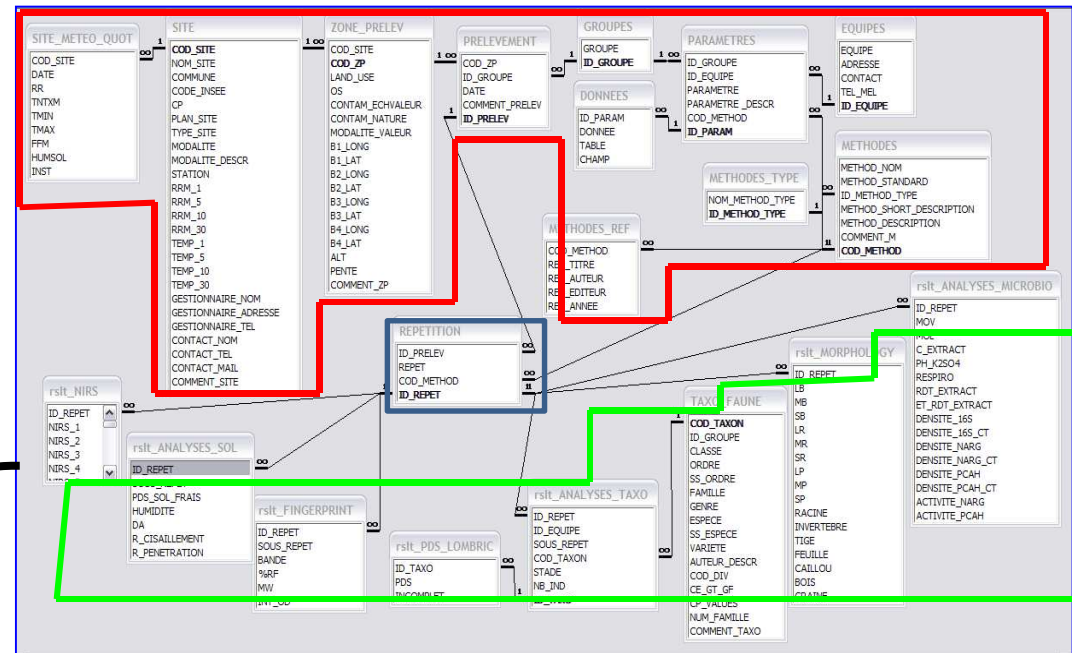 SITE_METEO_QUOT
COD_SITE
DATE
RR
TNTXM
TMIN
TMAX
FFM
HUMSOL
INST
SITE
COD_SITE
NOM_SITE
COMMUNE
CODE_INSEE
CP
PLAN_SITE
TYPE_SITE
MODALITE
MODALITE_DESCR
STATION
RRM_1
RRM_5
RRM_10
RRM_30
TEMP_1
TEMP_5
TEMP_10
TEMP_30
GESTIONNAIRE_NOM
GESTIONNAIRE_ADRESSE
GESTIONNAIRE_TEL
CONTACT_NOM
CONTACT_TEL
CONTACT_MAIL
COMMENT_SITE
ZONE_PRELEV
COD_SITE
COD_ZP
LAND_USE
OS
CONTAM_ECHVALEUR
CONTAM_NATURE
MODALITE_VALEUR
B1_LONG
B1_LAT
B2_LONG
B2_LAT
B3_LONG
B3_LAT
B4_LONG
B4_LAT
ALT
PENTE
COMMENT_ZP
PRELEVEMENT
COD_ZP
ID_GROUPE
DATE
COMMENT_PRELEV
ID_PRELEV
GROUPES
GROUPE
ID_GROUPE
DONNEES
ID_PARAM
DONNEE
TABLE
CHAMP
PARAMETRES
ID_GROUPE
ID_EQUIPE
PARAMETRE
PARAMETRE_DESCR
COD_METHOD
ID_PARAM
EQUIPES
EQUIPE
ADRESSE
CONTACT
TEL_MEL
ID_EQUIPE
METHODES
METHOD_NOM
METHOD_STANDARD
ID_METHOD_TYPE
METHOD_SHORT_DESCRIPTION
METHOD_DESCRIPTION
COMMENT_M
COD_METHOD
METHODES_TYPE
NOM_METHOD_TYPE
ID_METHOD_TYPE
METHODES_REF
COD_METHOD
REF_TITRE
REF_AUTEUR
REF_EDITEUR
REF_ANNEE
REPETITION
ID_PRELEV
REPET
COD_METHOD
ID_REPET
rslt_ANALYSES_MICROBIO
ID_REPET
MOV
MOL
C_EXTRACT
PH_K2SO4
RESPIRO
RDT_EXTRACT
ET_RDT_EXTRACT
DENSITE_16S
DENSITE_16S_CT
DENSITE_NARG
DENSITE_NARG_CT
DENSITE_PCAH
DENSITE_PCAH_CT
ACTIVITE_NARG
ACTIVITE_PCAH
rslt_MORPHOLOGY
ID_REPET
LB
MB
SB
LR
MR
SR
LP
MP
SP
RACINE
INVERTEBRE
TIGE
FEUILLE
CAILLOU
BOIS
GRAINE
TAXO_FAUNE
COD_TAXON
ID_GROUPE
CLASSE
ORDRE
SS_ORDRE
FAMILLE
GENRE
ESPECE
SS_ESPECE
VARIETE
AUTEUR_DESCR
COD_DIV
CE_GT_GF
CP_VALUES
NUM_FAMILLE
COMMENT_TAXO
rslt_NIRS
ID_REPET
NIRS_1
NIRS_2
NIRS_3
NIRS_4
rslt_ANALYSES_SOL
ID_REPET
PDS_SOL_FRAIS
HUMIDITE
DA
R_CISAILLEMENT
R_PENETRATION
rslt_FINGERPRINT
ID_REPET
SOUS_REPET
BANDE
%RF
MW
INT_OD
rslt_PDS_LOMBRIC
ID_TAXO
PDS
INCOMPLET
rslt_ANALYSES_TAXO
ID_REPET
ID_EQUIPE
SOUS_REPET
COD_TAXON
STADE
NB_IND
ID_TAXO